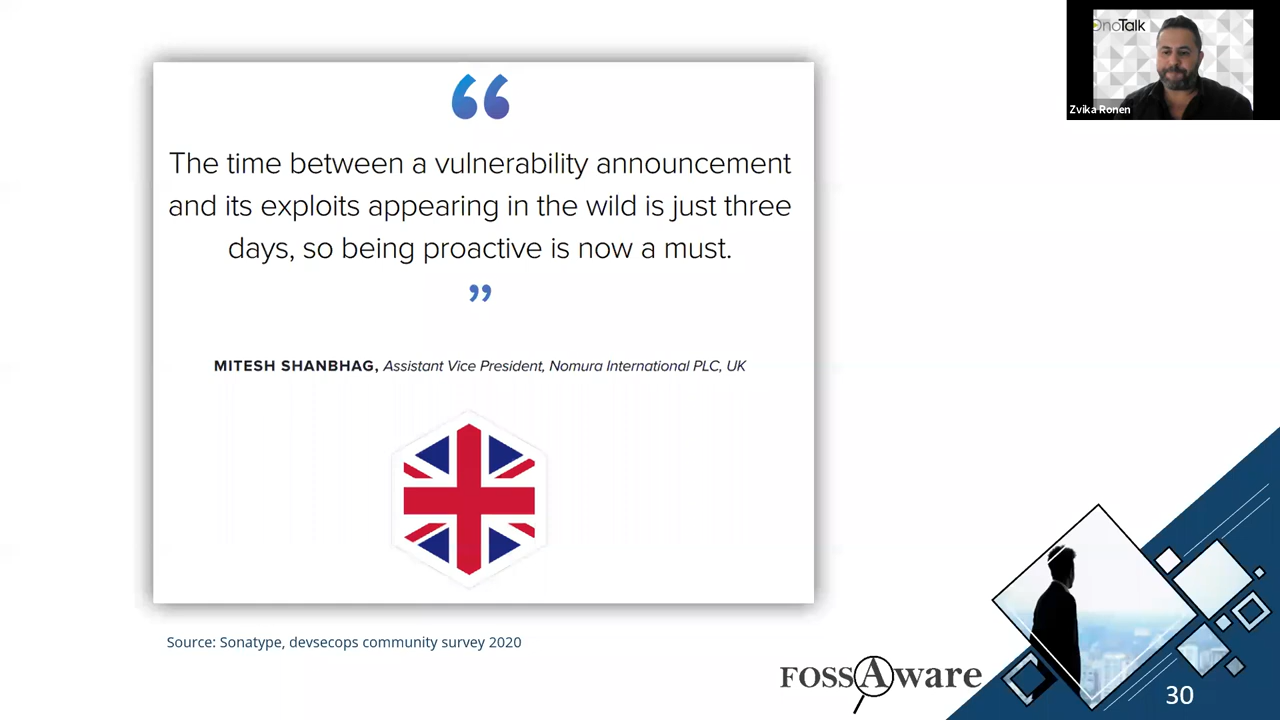 “
The time between a vulnerability announcement
and its exploits appearing in the wild is just three
days, so being proactive is now a must.
”
MITESH SHANBHAG, Assistant Vice President, Nomura International PLC, UK
Source: Sonatype, devsecops community survey 2020
FOSSAware
30
OnoTalk
Zvika Ronen